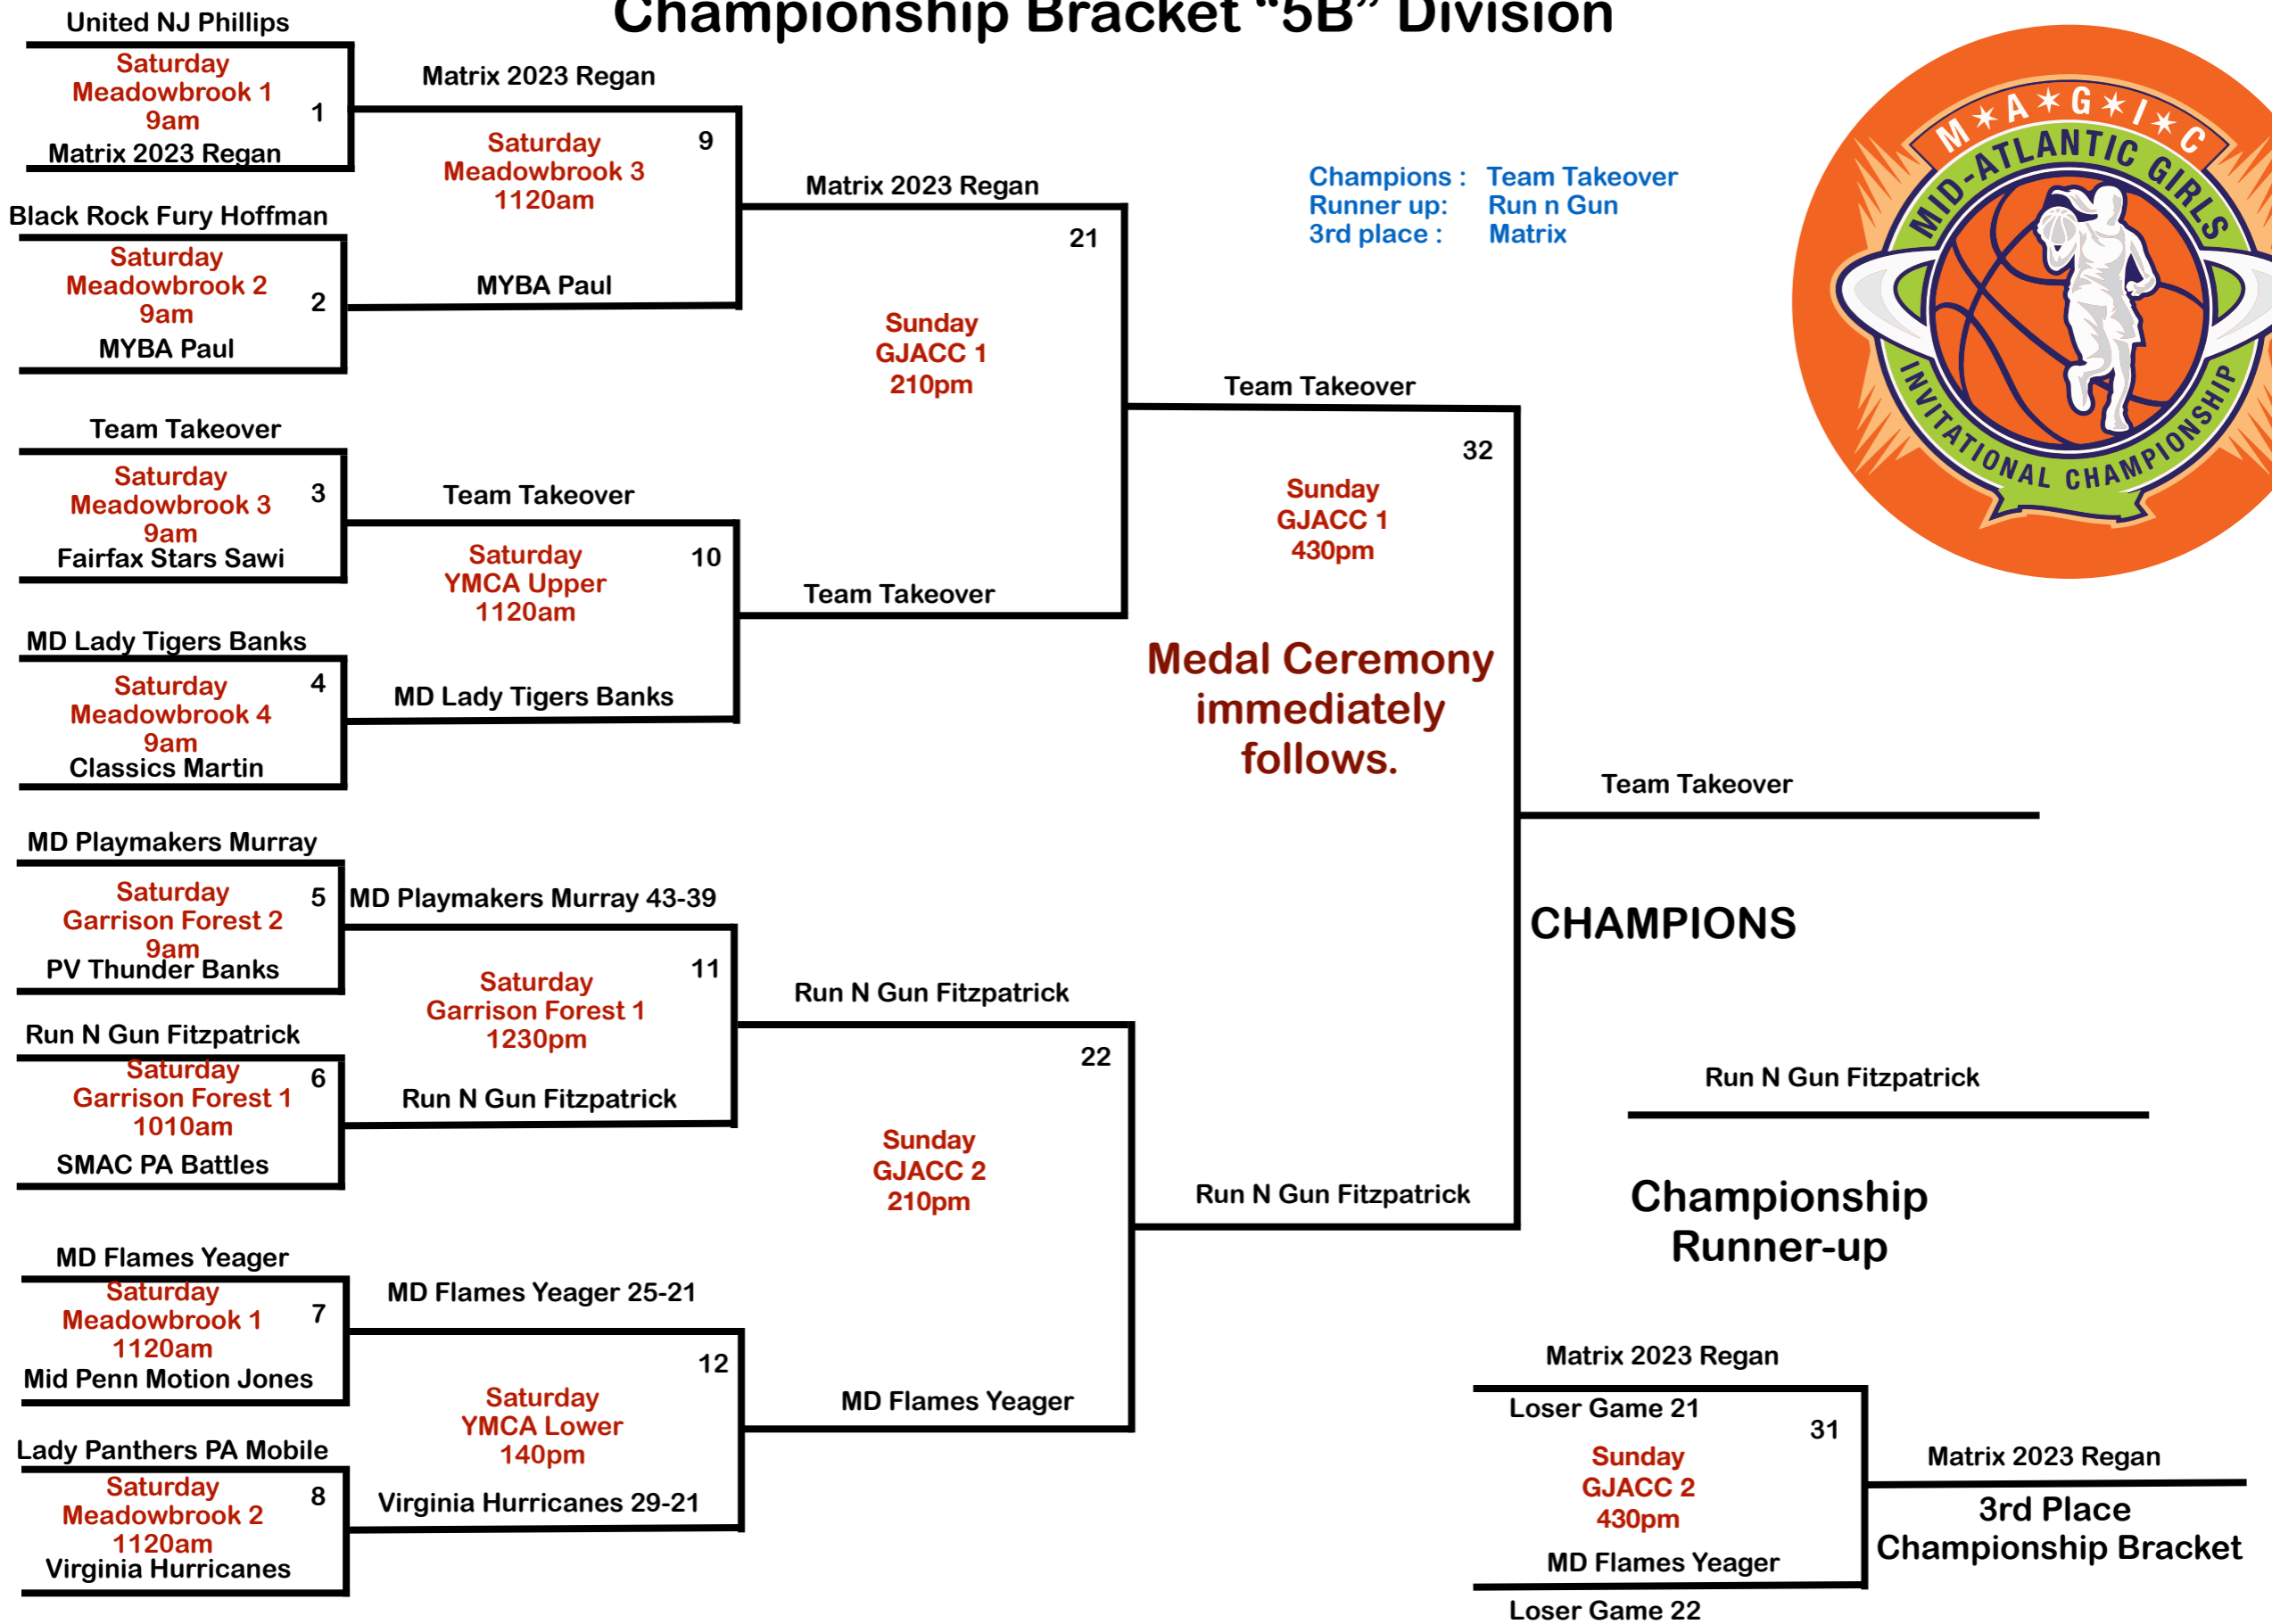 Championship Bracket “5B” Division
United NJ Phillips
Saturday
Meadowbrook 1
9am
1
Matrix 2023 Regan
Black Rock Fury Hoffman
Saturday
Meadowbrook 2
9am
2
MYBA Paul
Team Takeover
Saturday
Meadowbrook 3
9am
3
Fairfax Stars Sawi
MD Lady Tigers Banks
Saturday
Meadowbrook 4
9am
4
Classics Martin
MD Playmakers Murray
Saturday
Garrison Forest 2
9am
5
PV Thunder Banks
Run N Gun Fitzpatrick
Saturday
Garrison Forest 1
1010am
6
SMAC PA Battles
MD Flames Yeager
Saturday
Meadowbrook 1
1120am
7
Mid Penn Motion Jones
Lady Panthers PA Mobile
Saturday
Meadowbrook 2
1120am
8
Virginia Hurricanes
Matrix 2023 Regan
Saturday
Meadowbrook 3
1120am
9
MYBA Paul
Team Takeover
Saturday
YMCA Upper
1120am
10
MD Lady Tigers Banks
MD Playmakers Murray 43-39
Saturday
Garrison Forest 1
1230pm
11
Run N Gun Fitzpatrick
MD Flames Yeager 25-21
12
Saturday
YMCA Lower
140pm
Virginia Hurricanes 29-21
Matrix 2023 Regan
21
Sunday
GJACC 1
210pm
Team Takeover
Run N Gun Fitzpatrick
22
Sunday
GJACC 2
210pm
MD Flames Yeager
Team Takeover
32
Sunday
GJACC 1
430pm
Medal Ceremony
immediately
follows.
Run N Gun Fitzpatrick
Champions : Team Takeover
Runner up: Run n Gun
3rd place : Matrix
M★A★G★I★C
MID-ATLANTIC GIRLS
INVITATIONAL CHAMPIONSHIP
Team Takeover
CHAMPIONS
Run N Gun Fitzpatrick
Championship
Runner-up
Matrix 2023 Regan
Loser Game 21
31
Sunday
GJACC 2
430pm
MD Flames Yeager
Loser Game 22
Matrix 2023 Regan
3rd Place
Championship Bracket